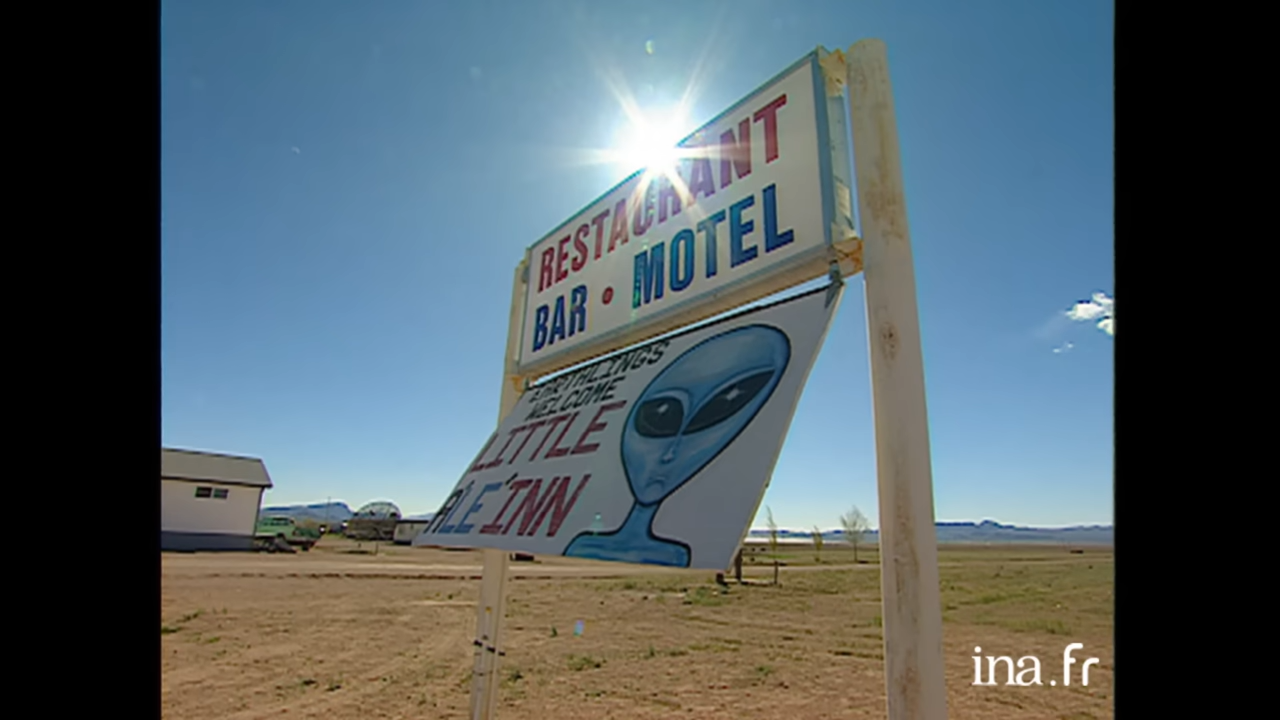 RESTAURANT
BAR • MOTEL
EARTHLINGS
WELCOME
LITTLE
A'LE'INN
ina.fr